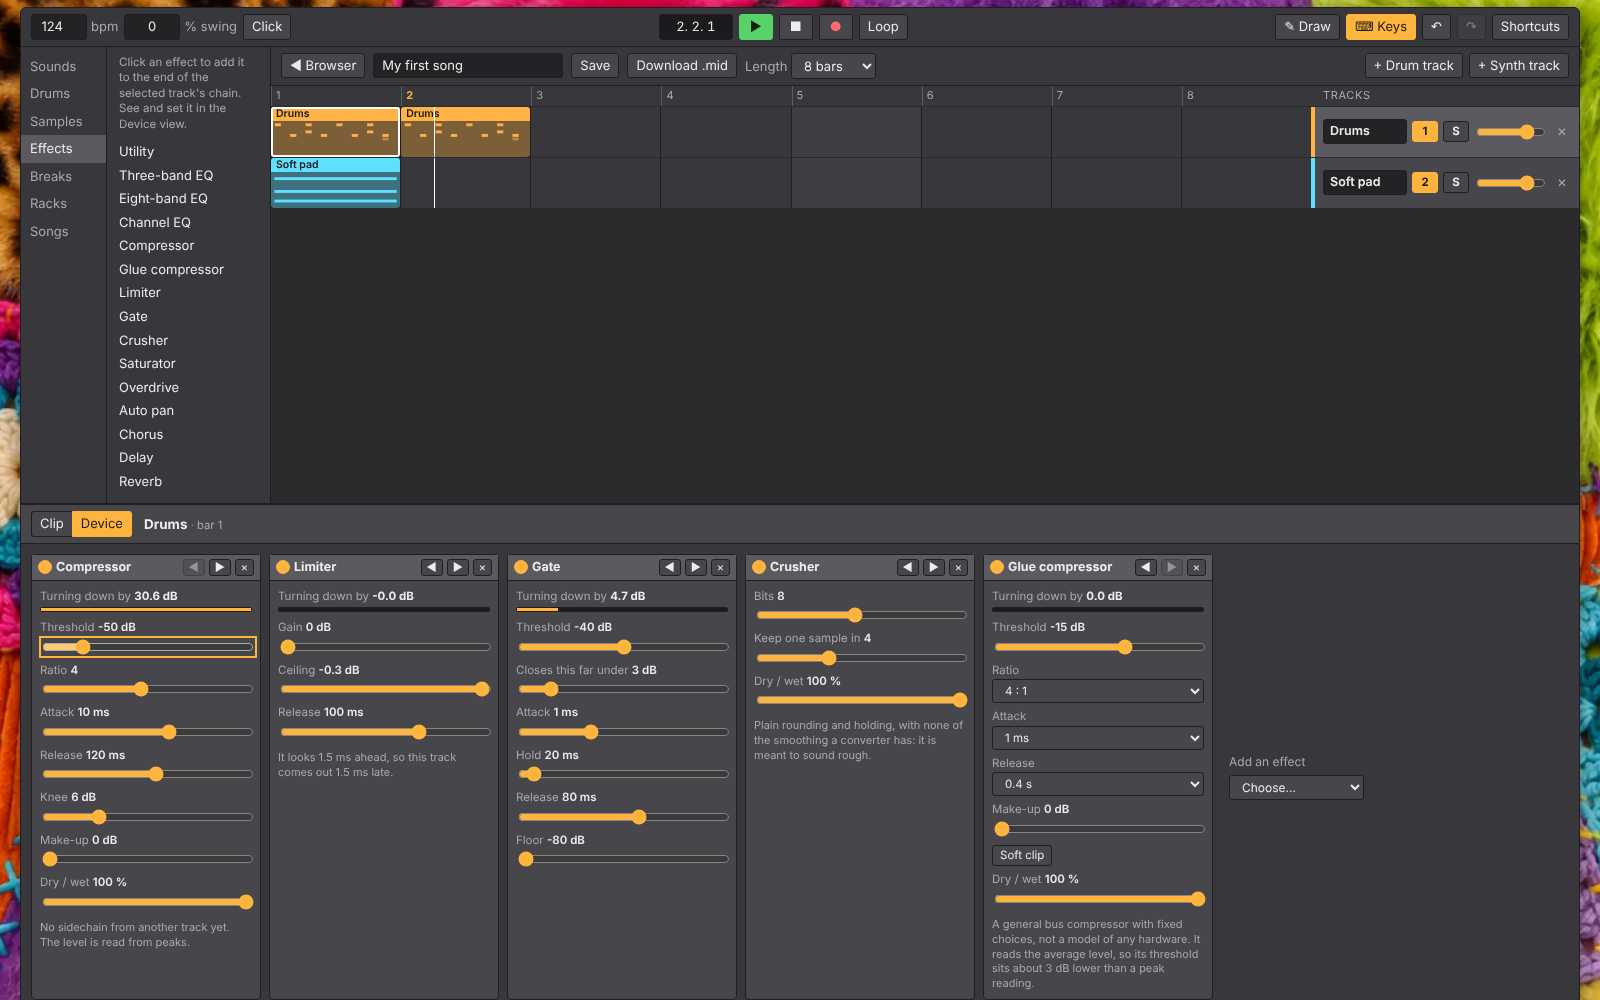 124 bpm 0 % swing Click 2. 2. 1 Loop Draw Keys Shortcuts
Sounds
Drums
Samples
Effects
Breaks
Racks
Songs
Click an effect to add it
to the end of the
selected track's chain.
See and set it in the
Device view.
Utility
Three-band EQ
Eight-band EQ
Channel EQ
Compressor
Glue compressor
Limiter
Gate
Crusher
Saturator
Overdrive
Auto pan
Chorus
Delay
Reverb
◀ Browser My first song Save Download .mid Length 8 bars + Drum track + Synth track
1 2 3 4 5 6 7 8 TRACKS
Drums Drums
Drums 1 S ×
Soft pad
Soft pad 2 S ×
Clip Device Drums · bar 1
Compressor ◀ ▶ ×
Turning down by 30.6 dB
Threshold -50 dB
Ratio 4
Attack 10 ms
Release 120 ms
Knee 6 dB
Make-up 0 dB
Dry / wet 100 %
No sidechain from another track yet.
The level is read from peaks.
Limiter ◀ ▶ ×
Turning down by -0.0 dB
Gain 0 dB
Ceiling -0.3 dB
Release 100 ms
It looks 1.5 ms ahead, so this track
comes out 1.5 ms late.
Gate ◀ ▶ ×
Turning down by 4.7 dB
Threshold -40 dB
Closes this far under 3 dB
Attack 1 ms
Hold 20 ms
Release 80 ms
Floor -80 dB
Crusher ◀ ▶ ×
Bits 8
Keep one sample in 4
Dry / wet 100 %
Plain rounding and holding, with none of
the smoothing a converter has: it is
meant to sound rough.
Glue compressor ◀ ▶ ×
Turning down by 0.0 dB
Threshold -15 dB
Ratio
4 : 1
Attack
1 ms
Release
0.4 s
Make-up 0 dB
Soft clip
Dry / wet 100 %
A general bus compressor with fixed
choices, not a model of any hardware. It
reads the average level, so its threshold
sits about 3 dB lower than a peak
reading.
Add an effect
Choose...